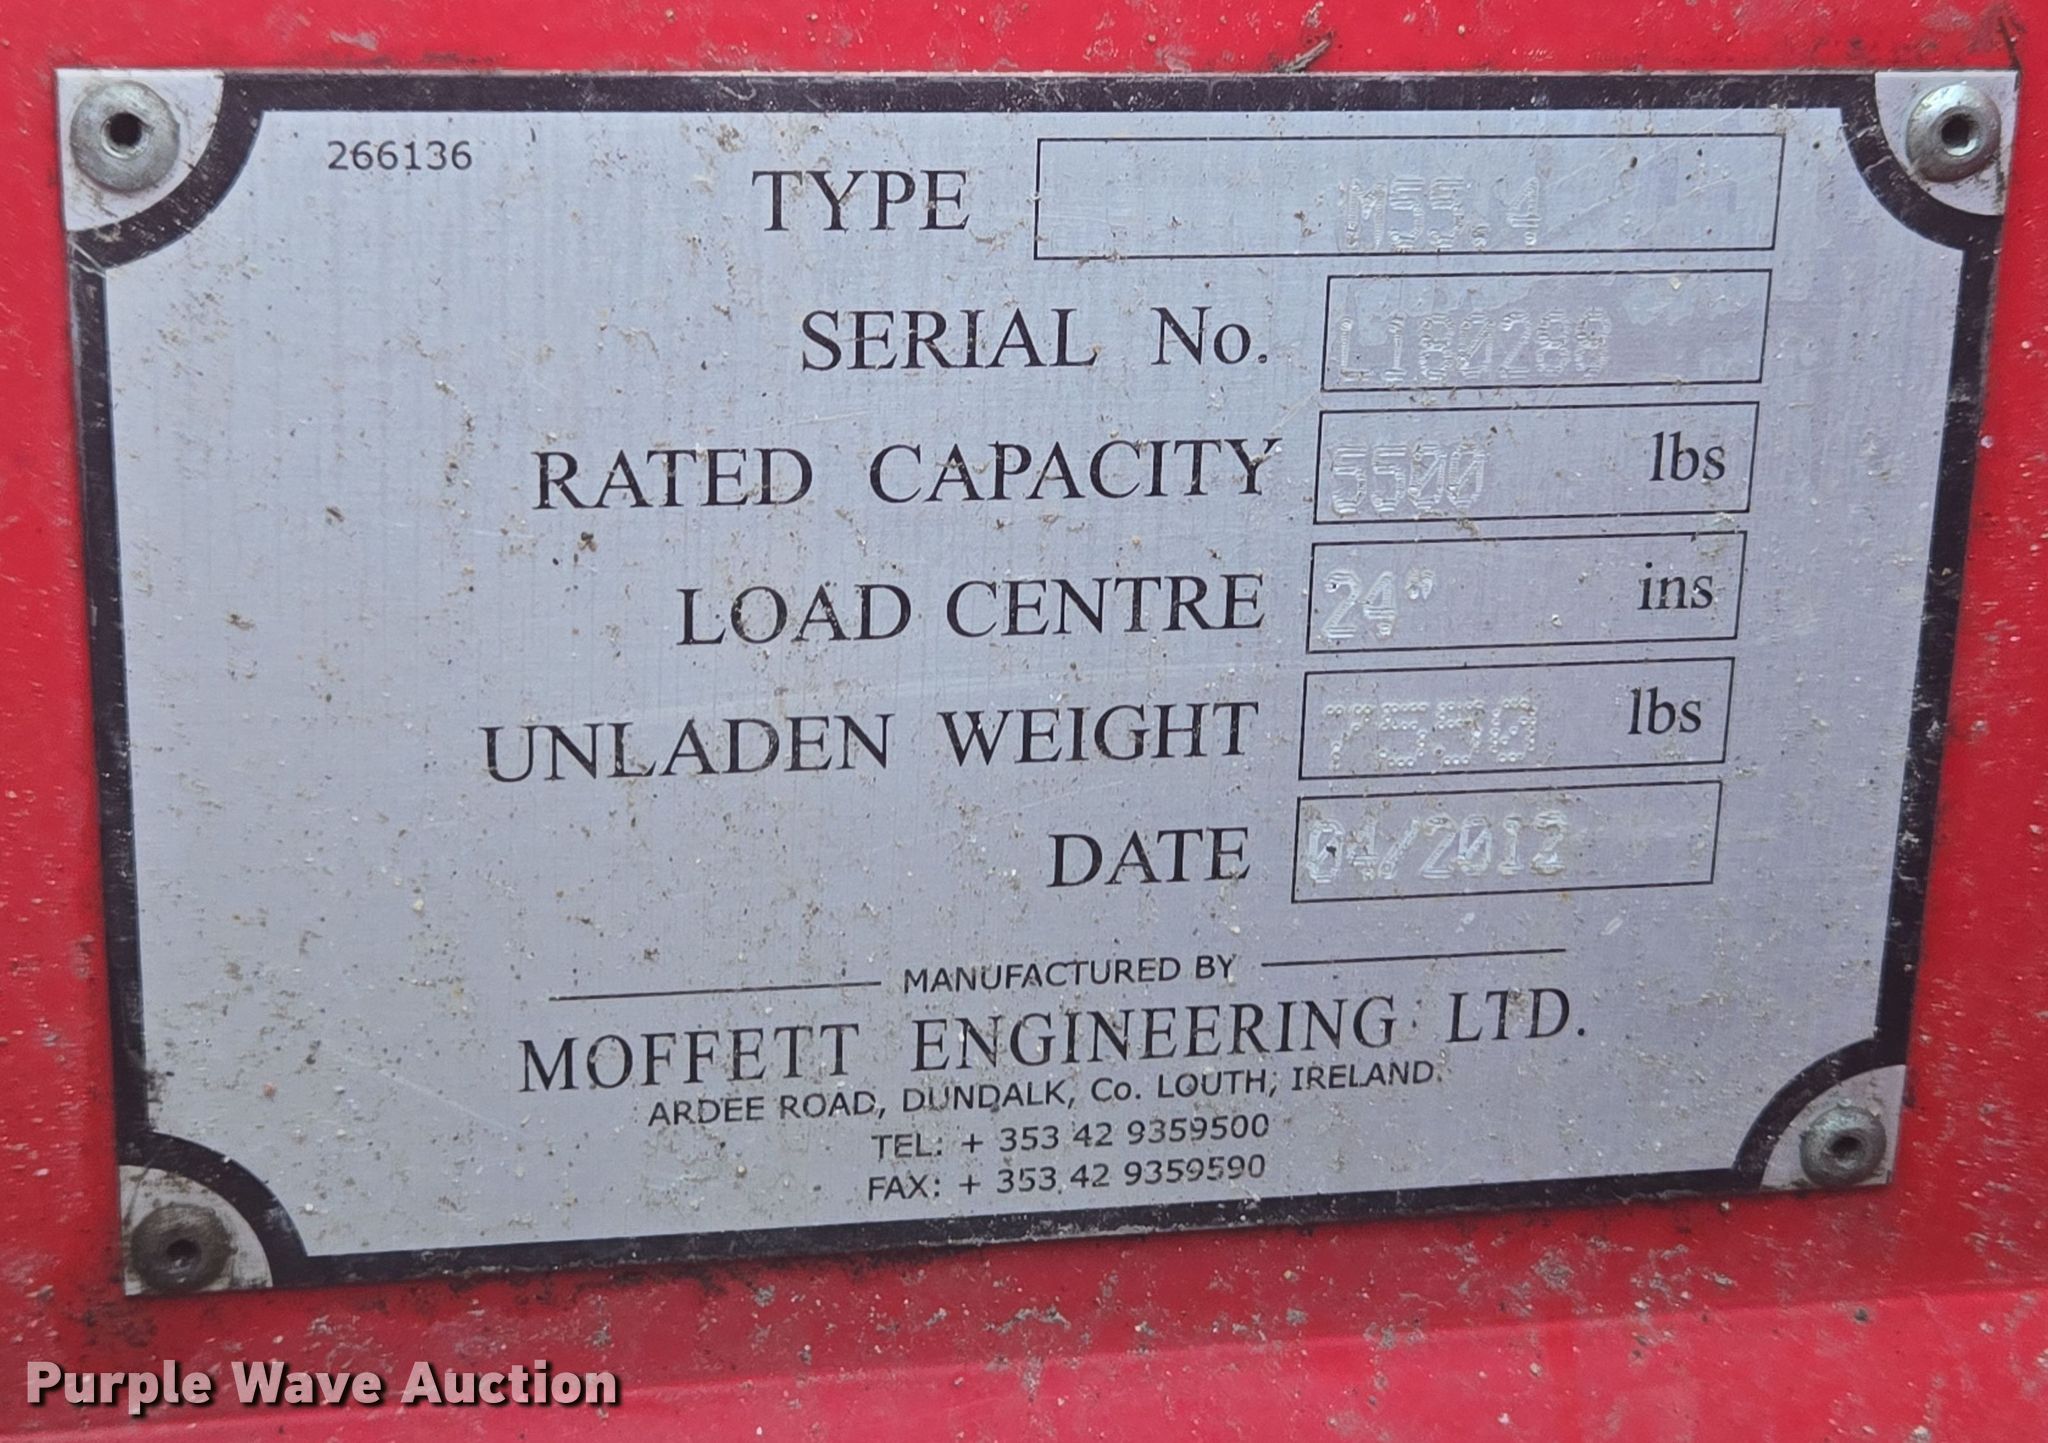 266136
TYPE M55.4
SERIAL No. L180288
RATED CAPACITY 5500 lbs
LOAD CENTRE 24" ins
UNLADEN WEIGHT 7550 lbs
DATE 04/2012
MANUFACTURED BY
MOFFETT ENGINEERING LTD.
ARDEE ROAD, DUNDALK, Co. LOUTH, IRELAND.
TEL: + 353 42 9359500
FAX: + 353 42 9359590
Purple Wave Auction